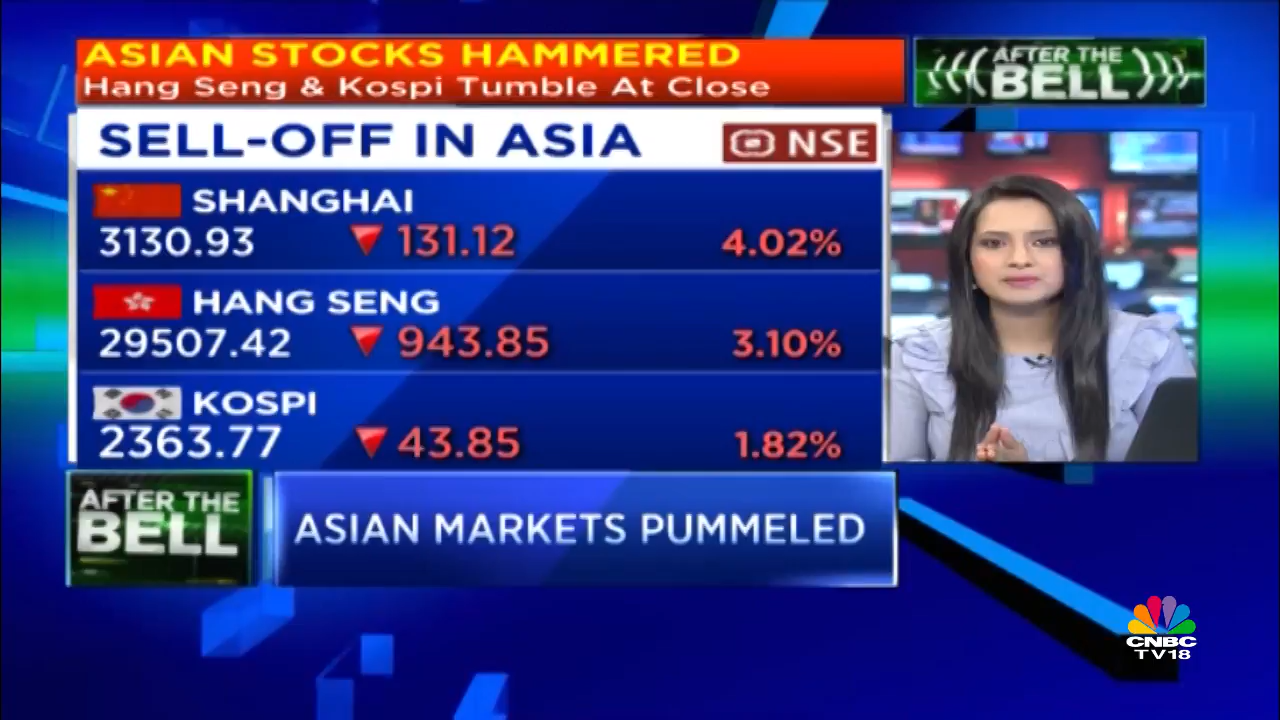 ASIAN STOCKS HAMMERED
Hang Seng & Kospi Tumble At Close
AFTER THE
BELL
SELL-OFF IN ASIA
NSE
SHANGHAI
3130.93 ▼ 131.12 4.02%
HANG SENG
29507.42 ▼ 943.85 3.10%
KOSPI
2363.77 ▼ 43.85 1.82%
AFTER THE
BELL
ASIAN MARKETS PUMMELED
CNBC
TV18